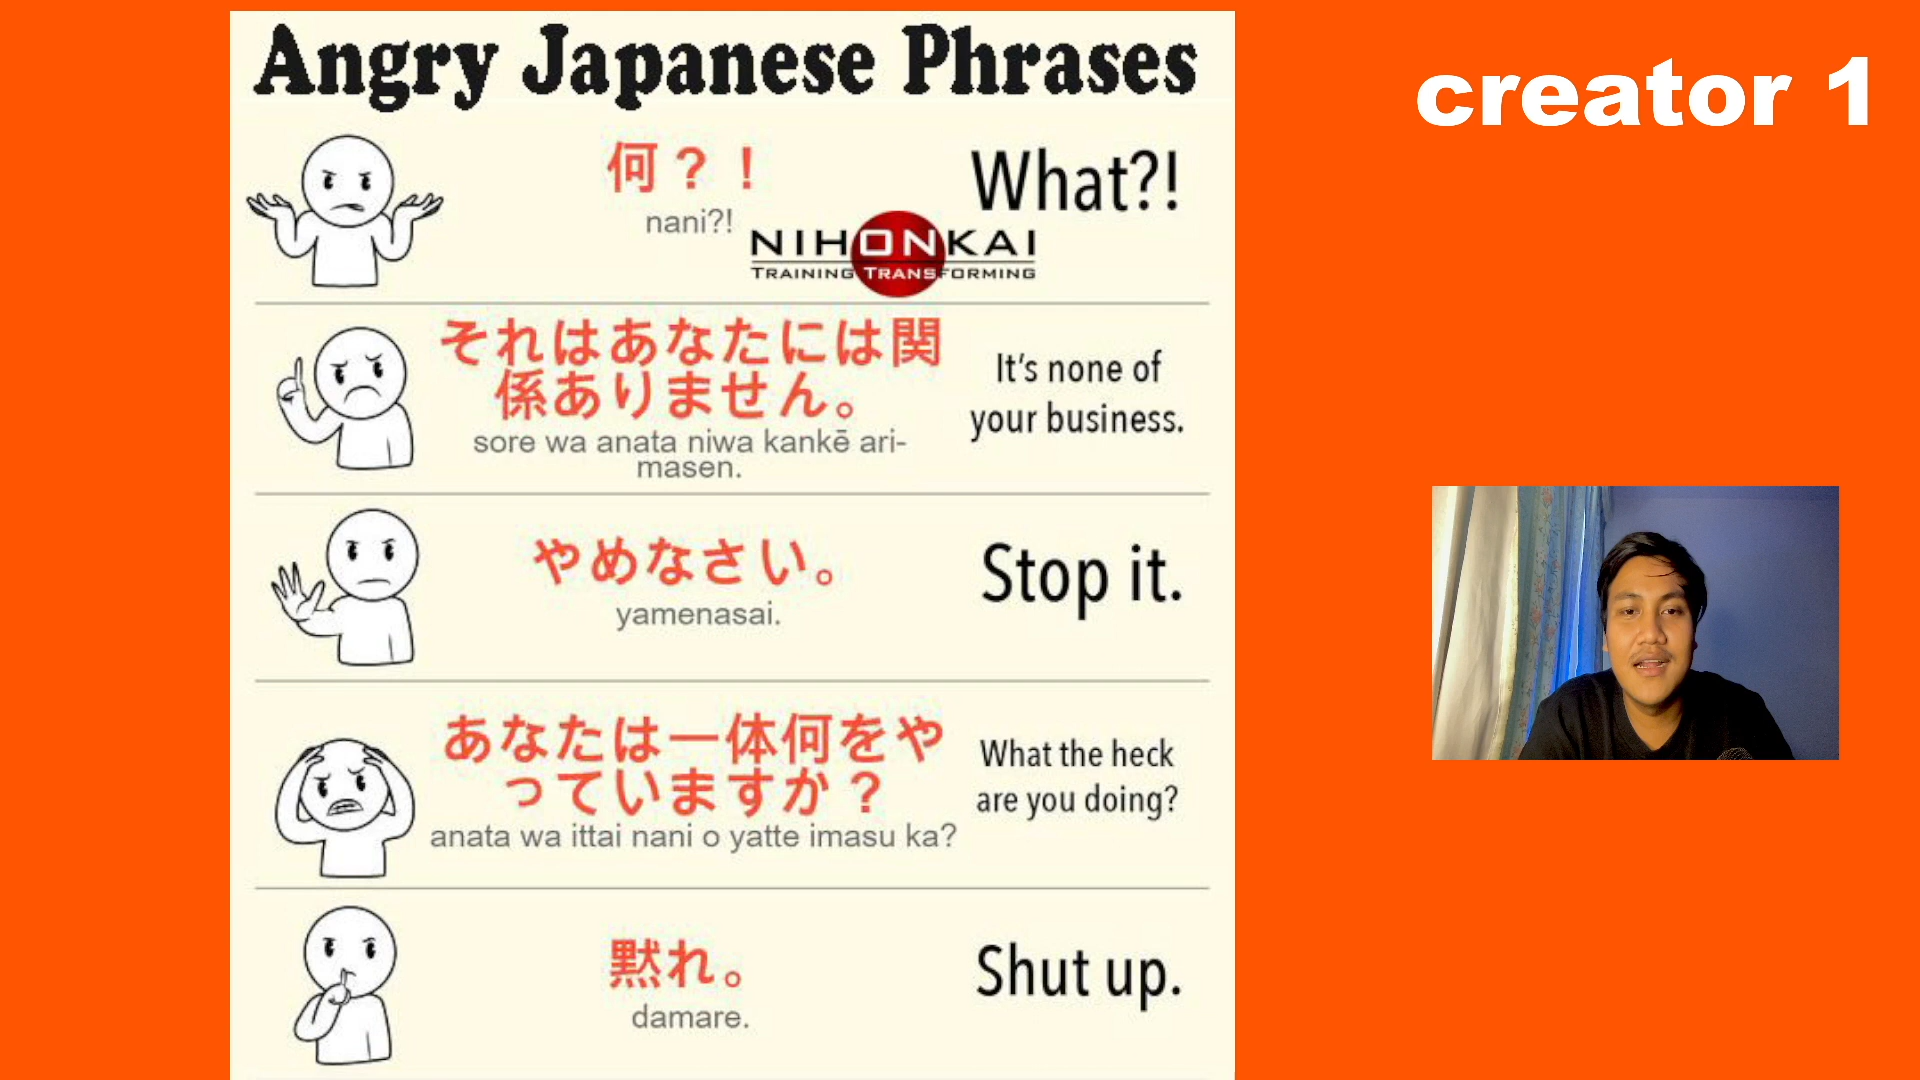 Angry Japanese Phrases
creator 1
何？！
nani?!
What?!
NIHONKAI
TRAINING TRANSFORMING
それはあなたには関
係ありません。
sore wa anata niwa kankē ari-
masen.
It's none of
your business.
やめなさい。
yamenasai.
Stop it.
あなたは一体何をや
っていますか？
anata wa ittai nani o yatte imasu ka?
What the heck
are you doing?
黙れ。
damare.
Shut up.